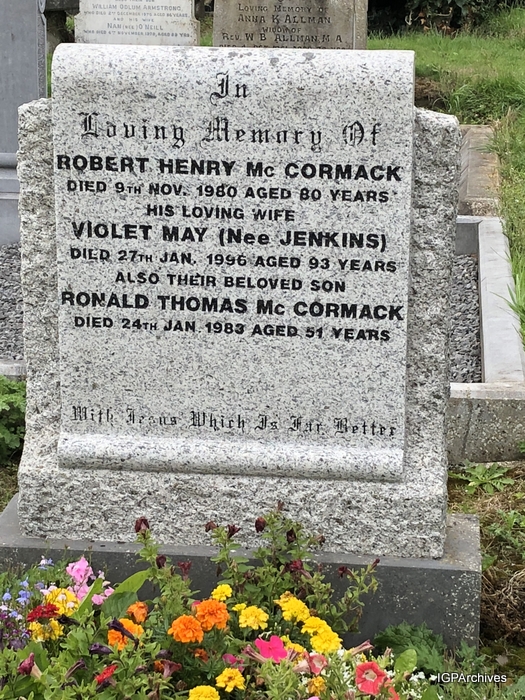 WILLIAM ODLUM ARMSTRONG
Loving Memory of
ANNA K ALLMAN
WIDOW OF
REV. W B ALLMAN, M A
In
Loving Memory Of
ROBERT HENRY Mc CORMACK
DIED 9TH NOV. 1980 AGED 80 YEARS
HIS LOVING WIFE
VIOLET MAY (Nee JENKINS)
DIED 27TH JAN. 1996 AGED 93 YEARS
ALSO THEIR BELOVED SON
RONALD THOMAS Mc CORMACK
DIED 24TH JAN. 1983 AGED 51 YEARS
With Jesus Which Is Far Better
©IGPArchives